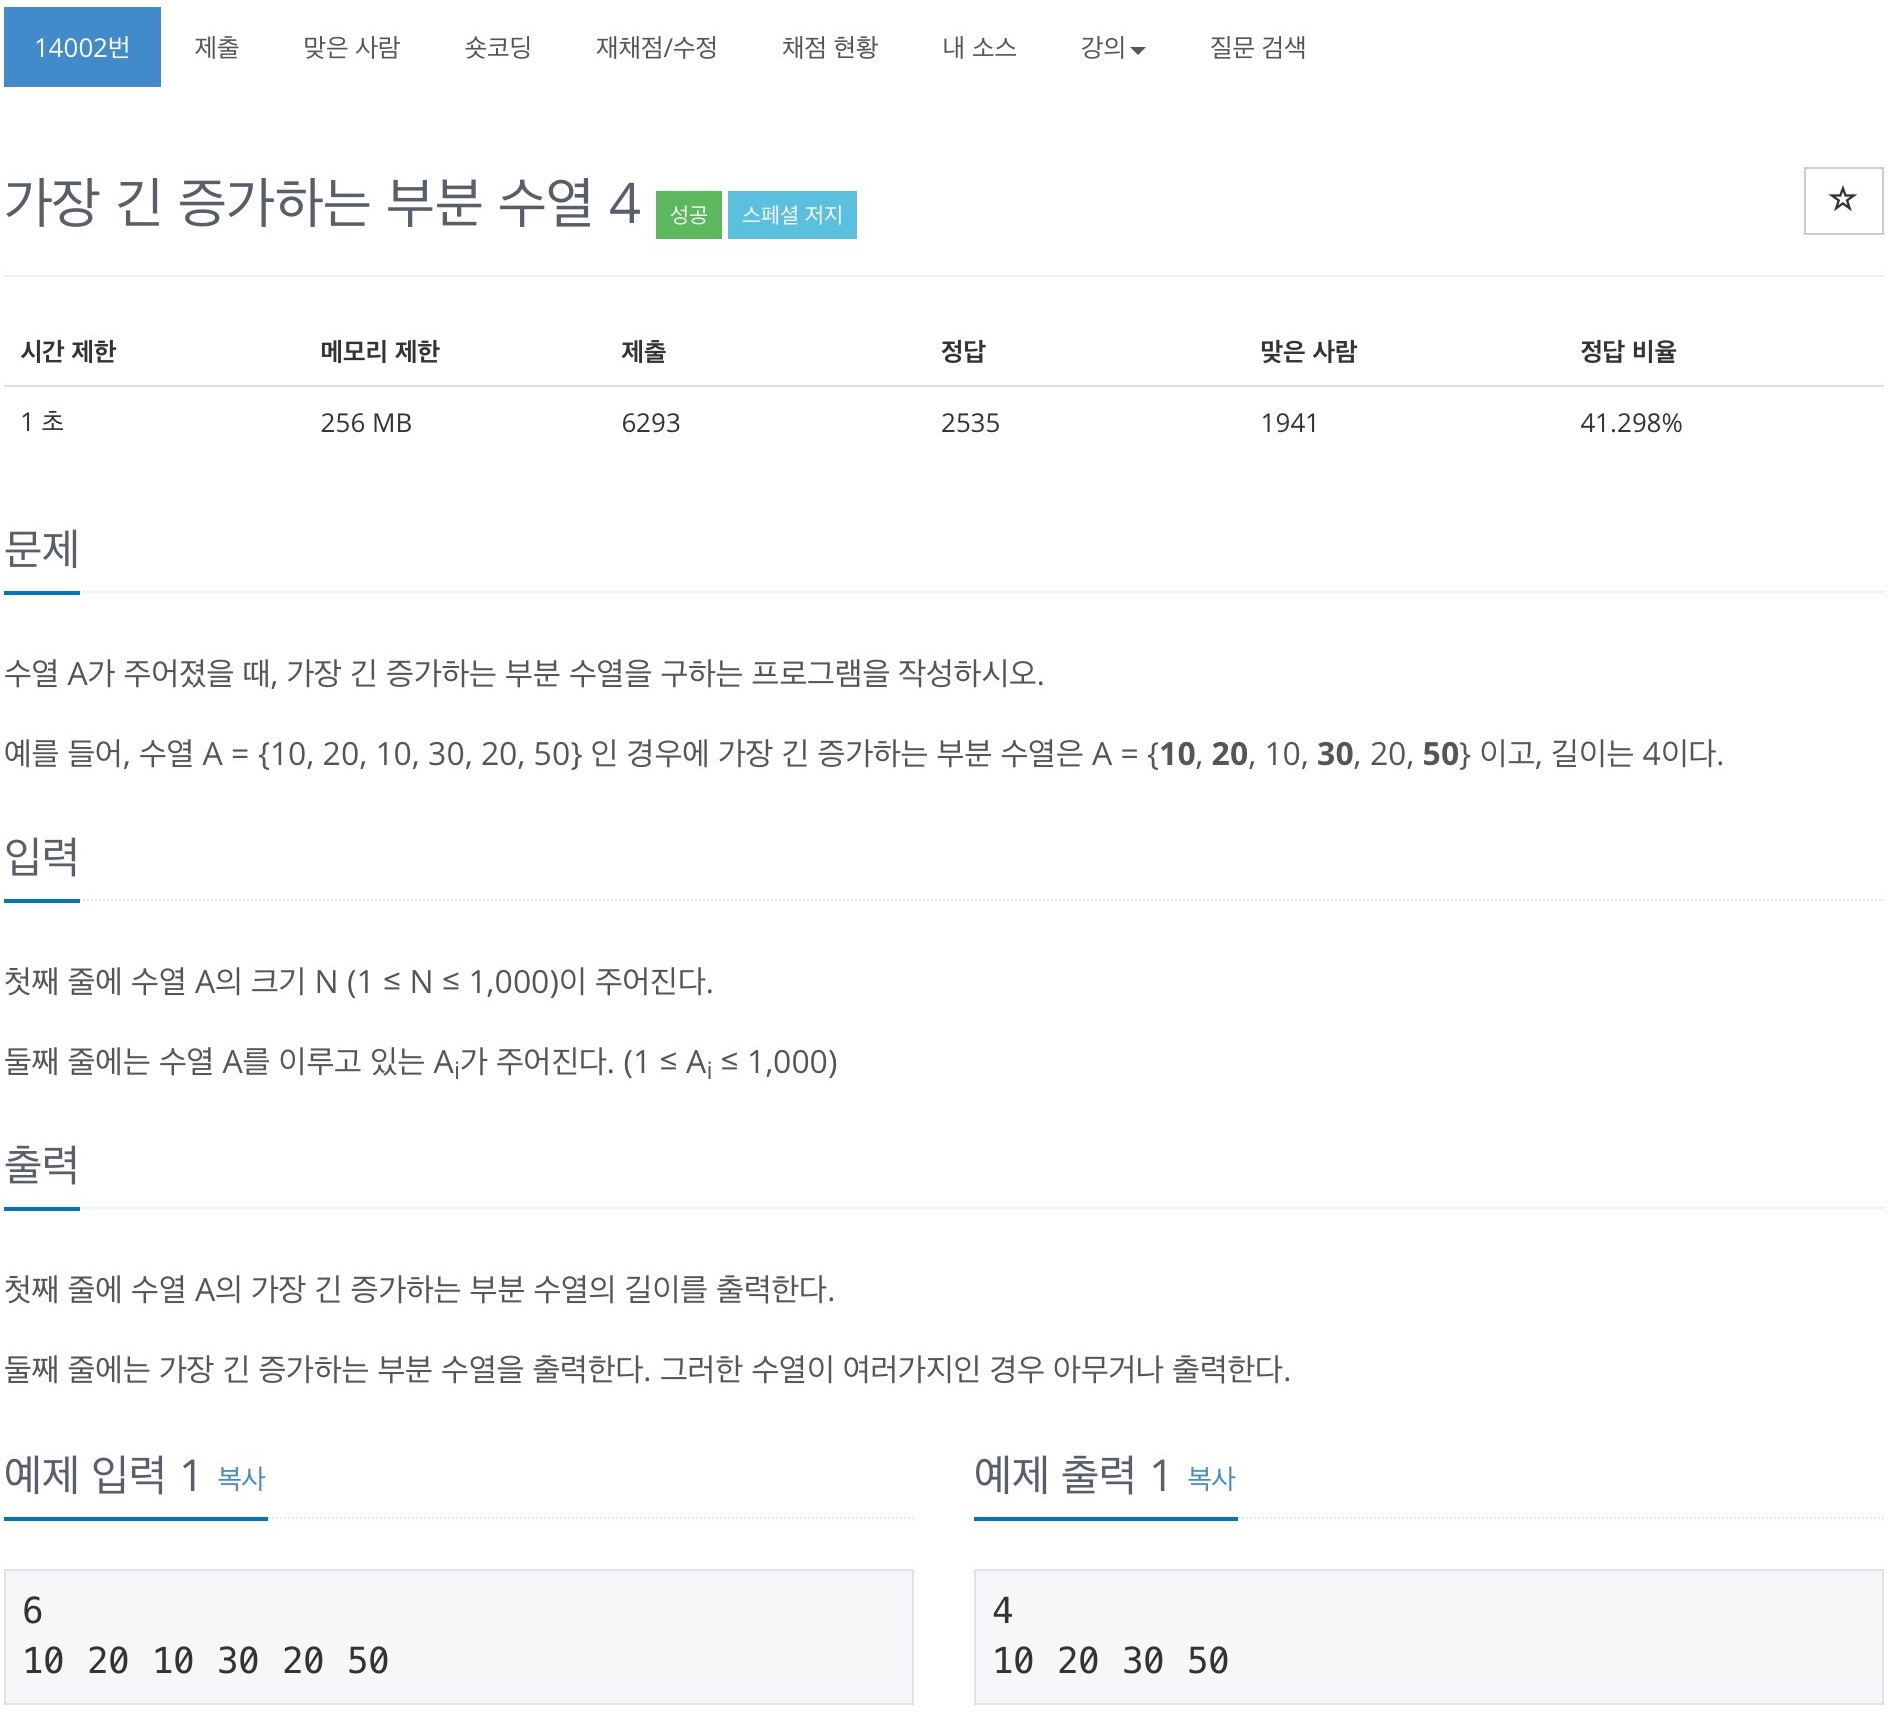 14002번 제출 맞은 사람 숏코딩 재채점/수정 채점 현황 내 소스 강의 질문 검색
가장 긴 증가하는 부분 수열 4 성공 스페셜 저지
시간 제한 메모리 제한 제출 정답 맞은 사람 정답 비율
1 초 256 MB 6293 2535 1941 41.298%
문제
수열 A가 주어졌을 때, 가장 긴 증가하는 부분 수열을 구하는 프로그램을 작성하시오.
예를 들어, 수열 A = {10, 20, 10, 30, 20, 50} 인 경우에 가장 긴 증가하는 부분 수열은 A = {10, 20, 10, 30, 20, 50} 이고, 길이는 4이다.
입력
첫째 줄에 수열 A의 크기 N (1 ≤ N ≤ 1,000)이 주어진다.
둘째 줄에는 수열 A를 이루고 있는 Ai가 주어진다. (1 ≤ Ai ≤ 1,000)
출력
첫째 줄에 수열 A의 가장 긴 증가하는 부분 수열의 길이를 출력한다.
둘째 줄에는 가장 긴 증가하는 부분 수열을 출력한다. 그러한 수열이 여러가지인 경우 아무거나 출력한다.
예제 입력 1 복사
6
10 20 10 30 20 50
예제 출력 1 복사
4
10 20 30 50